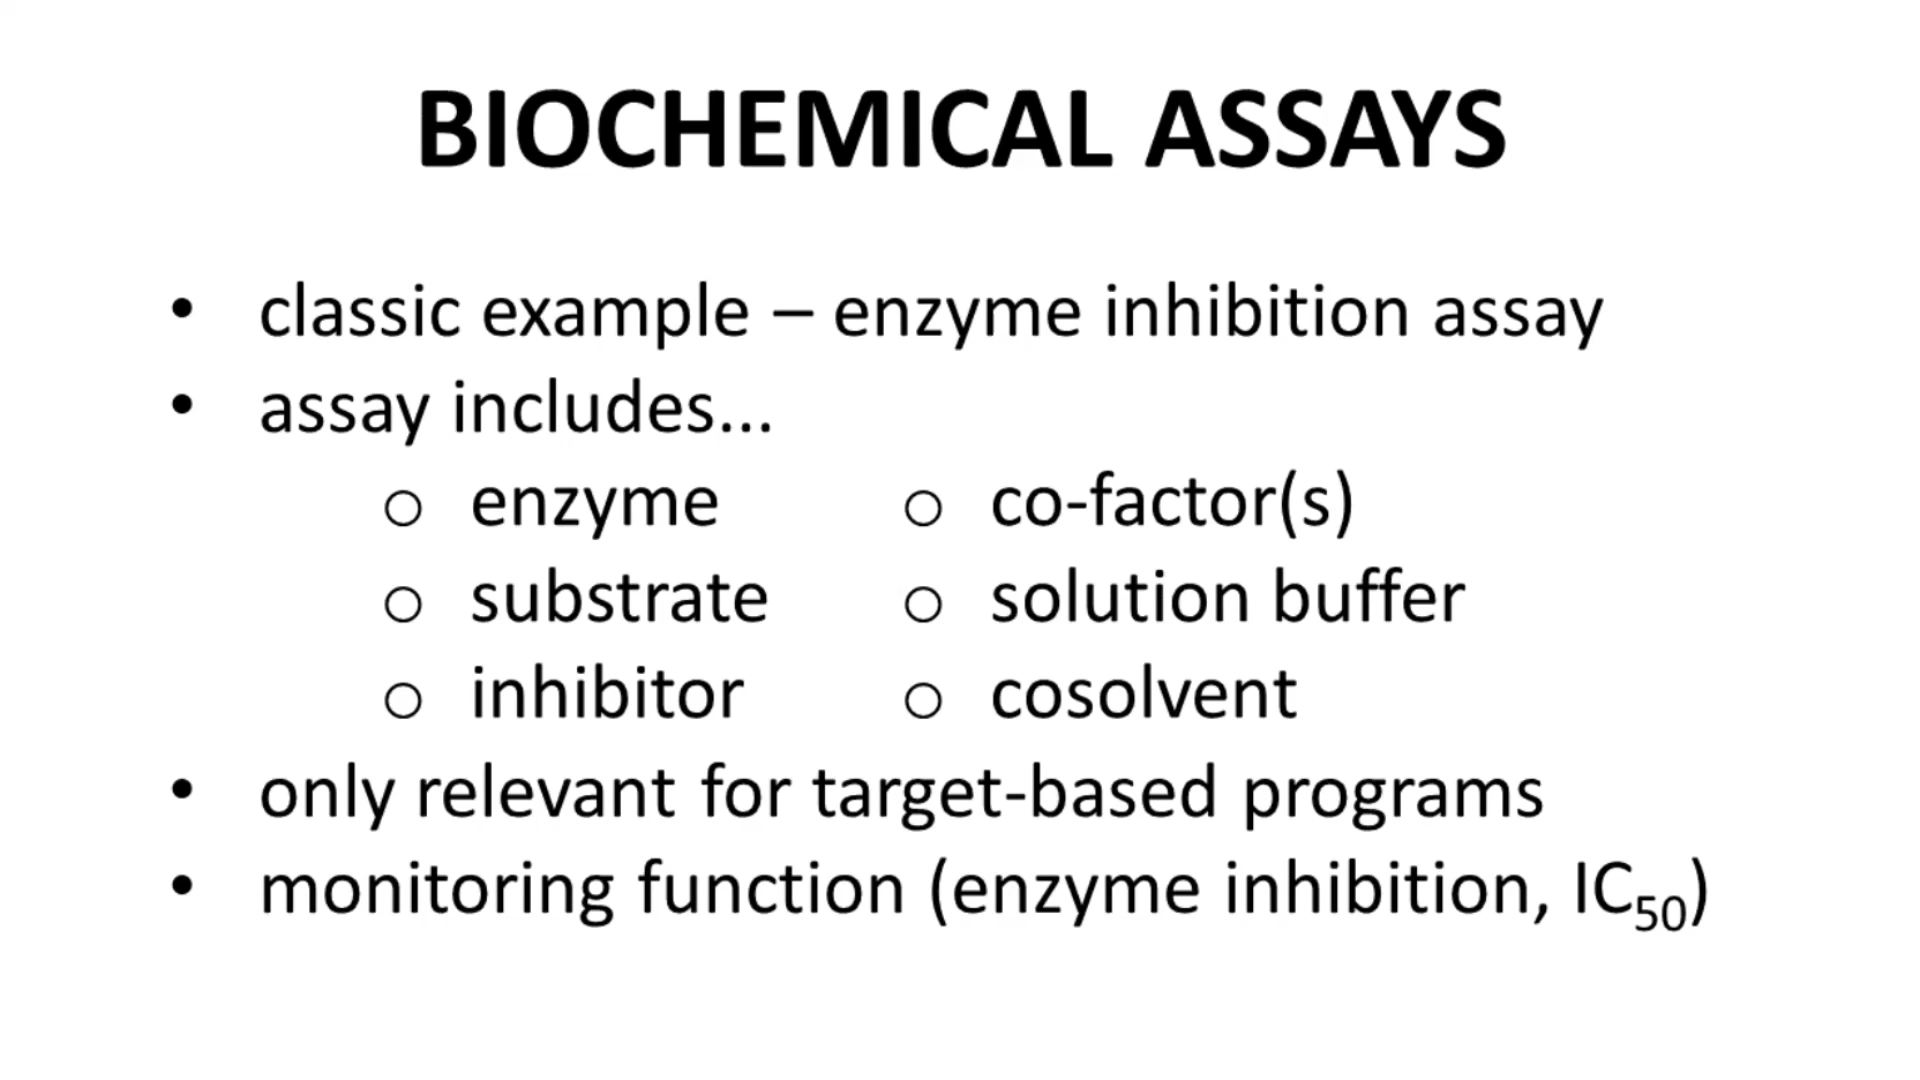 BIOCHEMICAL ASSAYS
• classic example – enzyme inhibition assay
• assay includes...
o enzyme o co-factor(s)
o substrate o solution buffer
o inhibitor o cosolvent
• only relevant for target-based programs
• monitoring function (enzyme inhibition, IC₅₀)